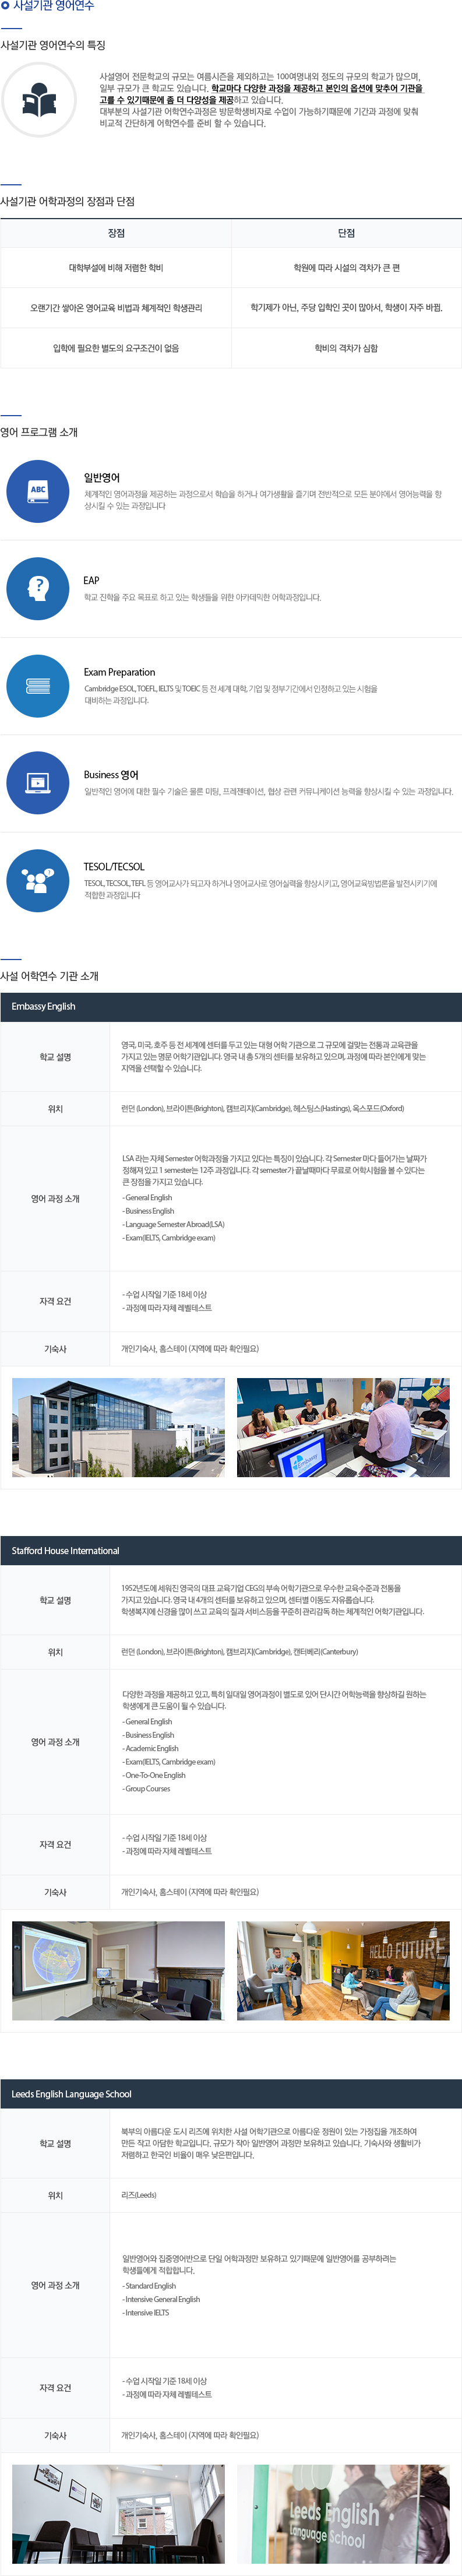 사설기관 영어연수
사설기관 영어연수의 특징
사설영어 전문학교의 규모는 여름시즌을 제외하고는 100여명내외 정도의 규모의 학교가 많으며,
일부 규모가 큰 학교도 있습니다. 학교마다 다양한 과정을 제공하고 본인의 옵션에 맞추어 기관을
고를 수 있기때문에 좀 더 다양성을 제공하고 있습니다.
대부분의 사설기관 어학연수과정은 방문학생비자로 수업이 가능하기때문에 기간과 과정에 맞춰
비교적 간단하게 어학연수를 준비 할 수 있습니다.
사설기관 어학과정의 장점과 단점
장점 단점
대학부설에 비해 저렴한 학비 학원에 따라 시설의 격차가 큰 편
오랜기간 쌓아온 영어교육 비법과 체계적인 학생관리 학기제가 아닌, 주당 입학인 곳이 많아서, 학생이 자주 바뀜.
입학에 필요한 별도의 요구조건이 없음 학비의 격차가 심함
영어 프로그램 소개
ABC
일반영어
체계적인 영어과정을 제공하는 과정으로서 학습을 하거나 여가생활을 즐기며 전반적으로 모든 분야에서 영어능력을 향
상시킬 수 있는 과정입니다
EAP
학교 진학을 주요 목표로 하고 있는 학생들을 위한 아카데믹한 어학과정입니다.
Exam Preparation
Cambridge ESOL, TOEFL, IELTS 및 TOEIC 등 전 세계 대학, 기업 및 정부기간에서 인정하고 있는 시험을
대비하는 과정입니다.
Business 영어
일반적인 영어에 대한 필수 기술은 물론 미팅, 프레젠테이션, 협상 관련 커뮤니케이션 능력을 향상시킬 수 있는 과정입니다.
TESOL/TECSOL
TESOL, TECSOL, TEFL 등 영어교사가 되고자 하거나 영어교사로 영어실력을 향상시키고, 영어교육방법론을 발전시키기에
적합한 과정입니다
사설 어학연수 기관 소개
Embassy English
학교 설명
영국, 미국, 호주 등 전 세계에 센터를 두고 있는 대형 어학 기관으로 그 규모에 걸맞는 전통과 교육관을
가지고 있는 명문 어학기관입니다. 영국 내 총 5개의 센터를 보유하고 있으며, 과정에 따라 본인에게 맞는
지역을 선택할 수 있습니다.
위치
런던 (London), 브라이튼(Brighton), 캠브리지(Cambridge), 헤스팅스(Hastings), 옥스포드(Oxford)
영어 과정 소개
LSA 라는 자체 Semester 어학과정을 가지고 있다는 특징이 있습니다. 각 Semester 마다 들어가는 날짜가
정해져 있고 1 semester는 12주 과정입니다. 각 semester가 끝날때마다 무료로 어학시험을 볼 수 있다는
큰 장점을 가지고 있습니다.
- General English
- Business English
- Language Semester Abroad(LSA)
- Exam(IELTS, Cambridge exam)
자격 요건
- 수업 시작일 기준 18세 이상
- 과정에 따라 자체 레벨테스트
기숙사
개인기숙사, 홈스테이 (지역에 따라 확인필요)
Stafford House International
학교 설명
1952년도에 세워진 영국의 대표 교육기업 CEG의 부속 어학기관으로 우수한 교육수준과 전통을
가지고 있습니다. 영국 내 4개의 센터를 보유하고 있으며, 센터별 이동도 자유롭습니다.
학생복지에 신경을 많이 쓰고 교육의 질과 서비스등을 꾸준히 관리감독 하는 체계적인 어학기관입니다.
위치
런던 (London), 브라이튼(Brighton), 캠브리지(Cambridge), 캔터베리(Canterbury)
영어 과정 소개
다양한 과정을 제공하고 있고, 특히 일대일 영어과정이 별도로 있어 단시간 어학능력을 향상하길 원하는
학생에게 큰 도움이 될 수 있습니다.
- General English
- Business English
- Academic English
- Exam(IELTS, Cambridge exam)
- One-To-One English
- Group Courses
자격 요건
- 수업 시작일 기준 18세 이상
- 과정에 따라 자체 레벨테스트
기숙사
개인기숙사, 홈스테이 (지역에 따라 확인필요)
HELLO FUTURE
Leeds English Language School
학교 설명
북부의 아름다운 도시 리즈에 위치한 사설 어학기관으로 아름다운 정원이 있는 가정집을 개조하여
만든 작고 아담한 학교입니다. 규모가 작아 일반영어 과정만 보유하고 있습니다. 기숙사와 생활비가
저렴하고 한국인 비율이 매우 낮은편입니다.
위치
리즈(Leeds)
영어 과정 소개
일반영어와 집중영어반으로 단일 어학과정만 보유하고 있기때문에 일반영어를 공부하려는
학생들에게 적합합니다.
- Standard English
- Intensive General English
- Intensive IELTS
자격 요건
- 수업 시작일 기준 18세 이상
- 과정에 따라 자체 레벨테스트
기숙사
개인기숙사, 홈스테이 (지역에 따라 확인필요)
Leeds English
Language School